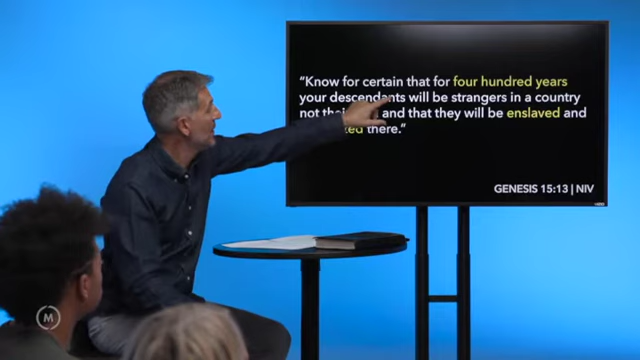 "Know for certain that for four hundred years
your descendants will be strangers in a country
not and that they will be enslaved and
there."
GENESIS 15:13 | NIV
M